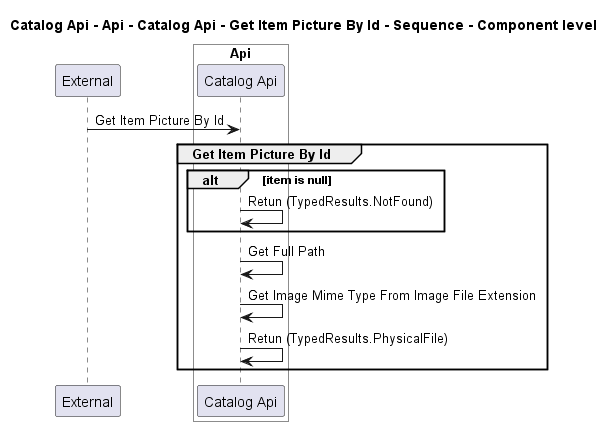 Catalog Api - Api - Catalog Api - Get Item Picture By Id - Sequence - Component level
Api
External
Catalog Api
Get Item Picture By Id
Get Item Picture By Id
alt
[item is null]
Retun (TypedResults.NotFound)
Get Full Path
Get Image Mime Type From Image File Extension
Retun (TypedResults.PhysicalFile)
External
Catalog Api